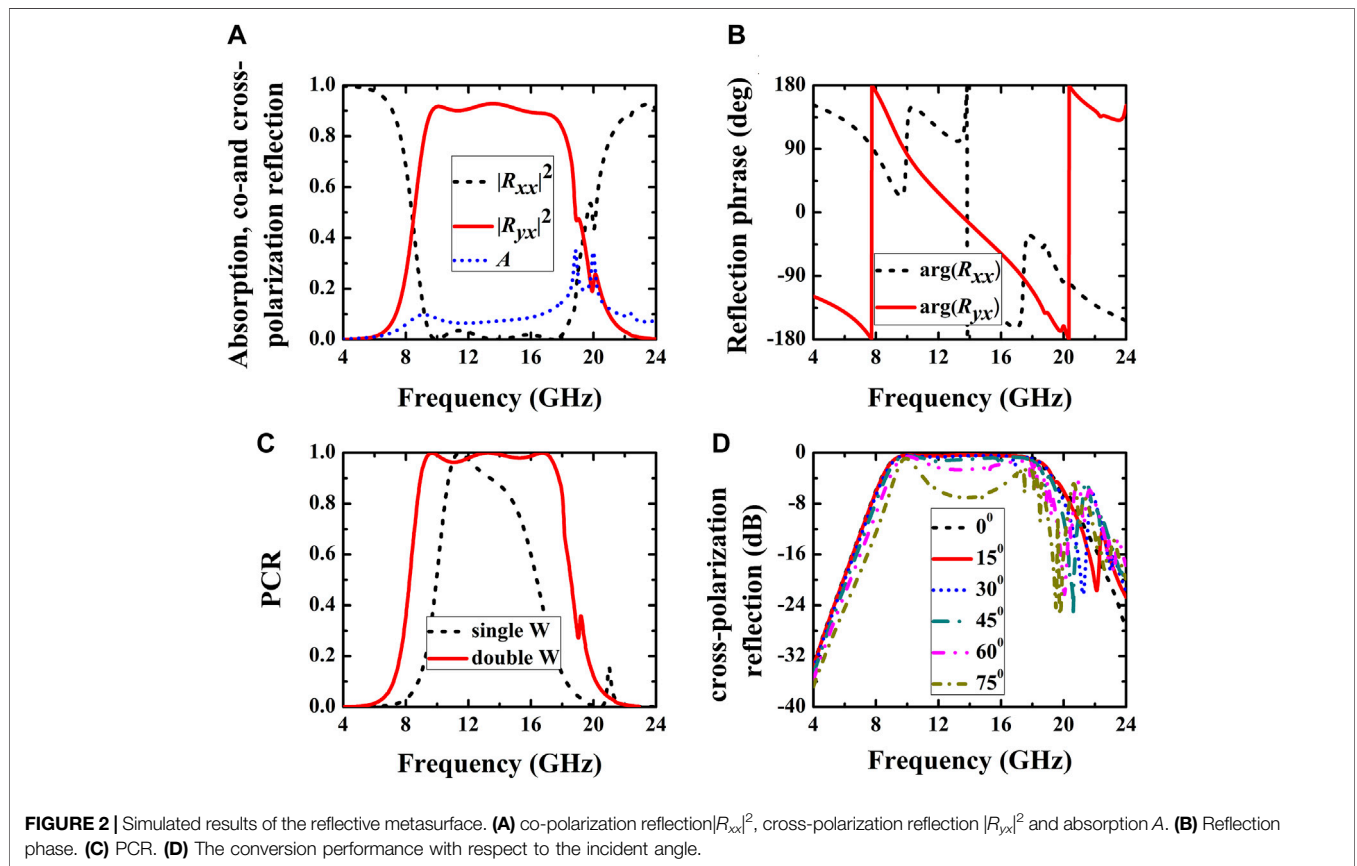 A
Absorption, co-and cross-
polarization reflection
1.0
0.8
0.6
0.4
0.2
0.0
|Rxx|²
|Ryx|²
A
4 8 12 16 20 24
Frequency (GHz)
B
Reflection phrase (deg)
180
90
0
-90
-180
arg(Rxx)
arg(Ryx)
4 8 12 16 20 24
Frequency (GHz)
C
PCR
1.0
0.8
0.6
0.4
0.2
0.0
single W
double W
4 8 12 16 20 24
Frequency (GHz)
D
cross-polarization
reflection (dB)
0
-8
-16
-24
-32
-40
0⁰
15⁰
30⁰
45⁰
60⁰
75⁰
4 8 12 16 20 24
Frequency (GHz)
FIGURE 2 | Simulated results of the reflective metasurface. (A) co-polarization reflection|Rxx|², cross-polarization reflection |Ryx|² and absorption A. (B) Reflection
phase. (C) PCR. (D) The conversion performance with respect to the incident angle.